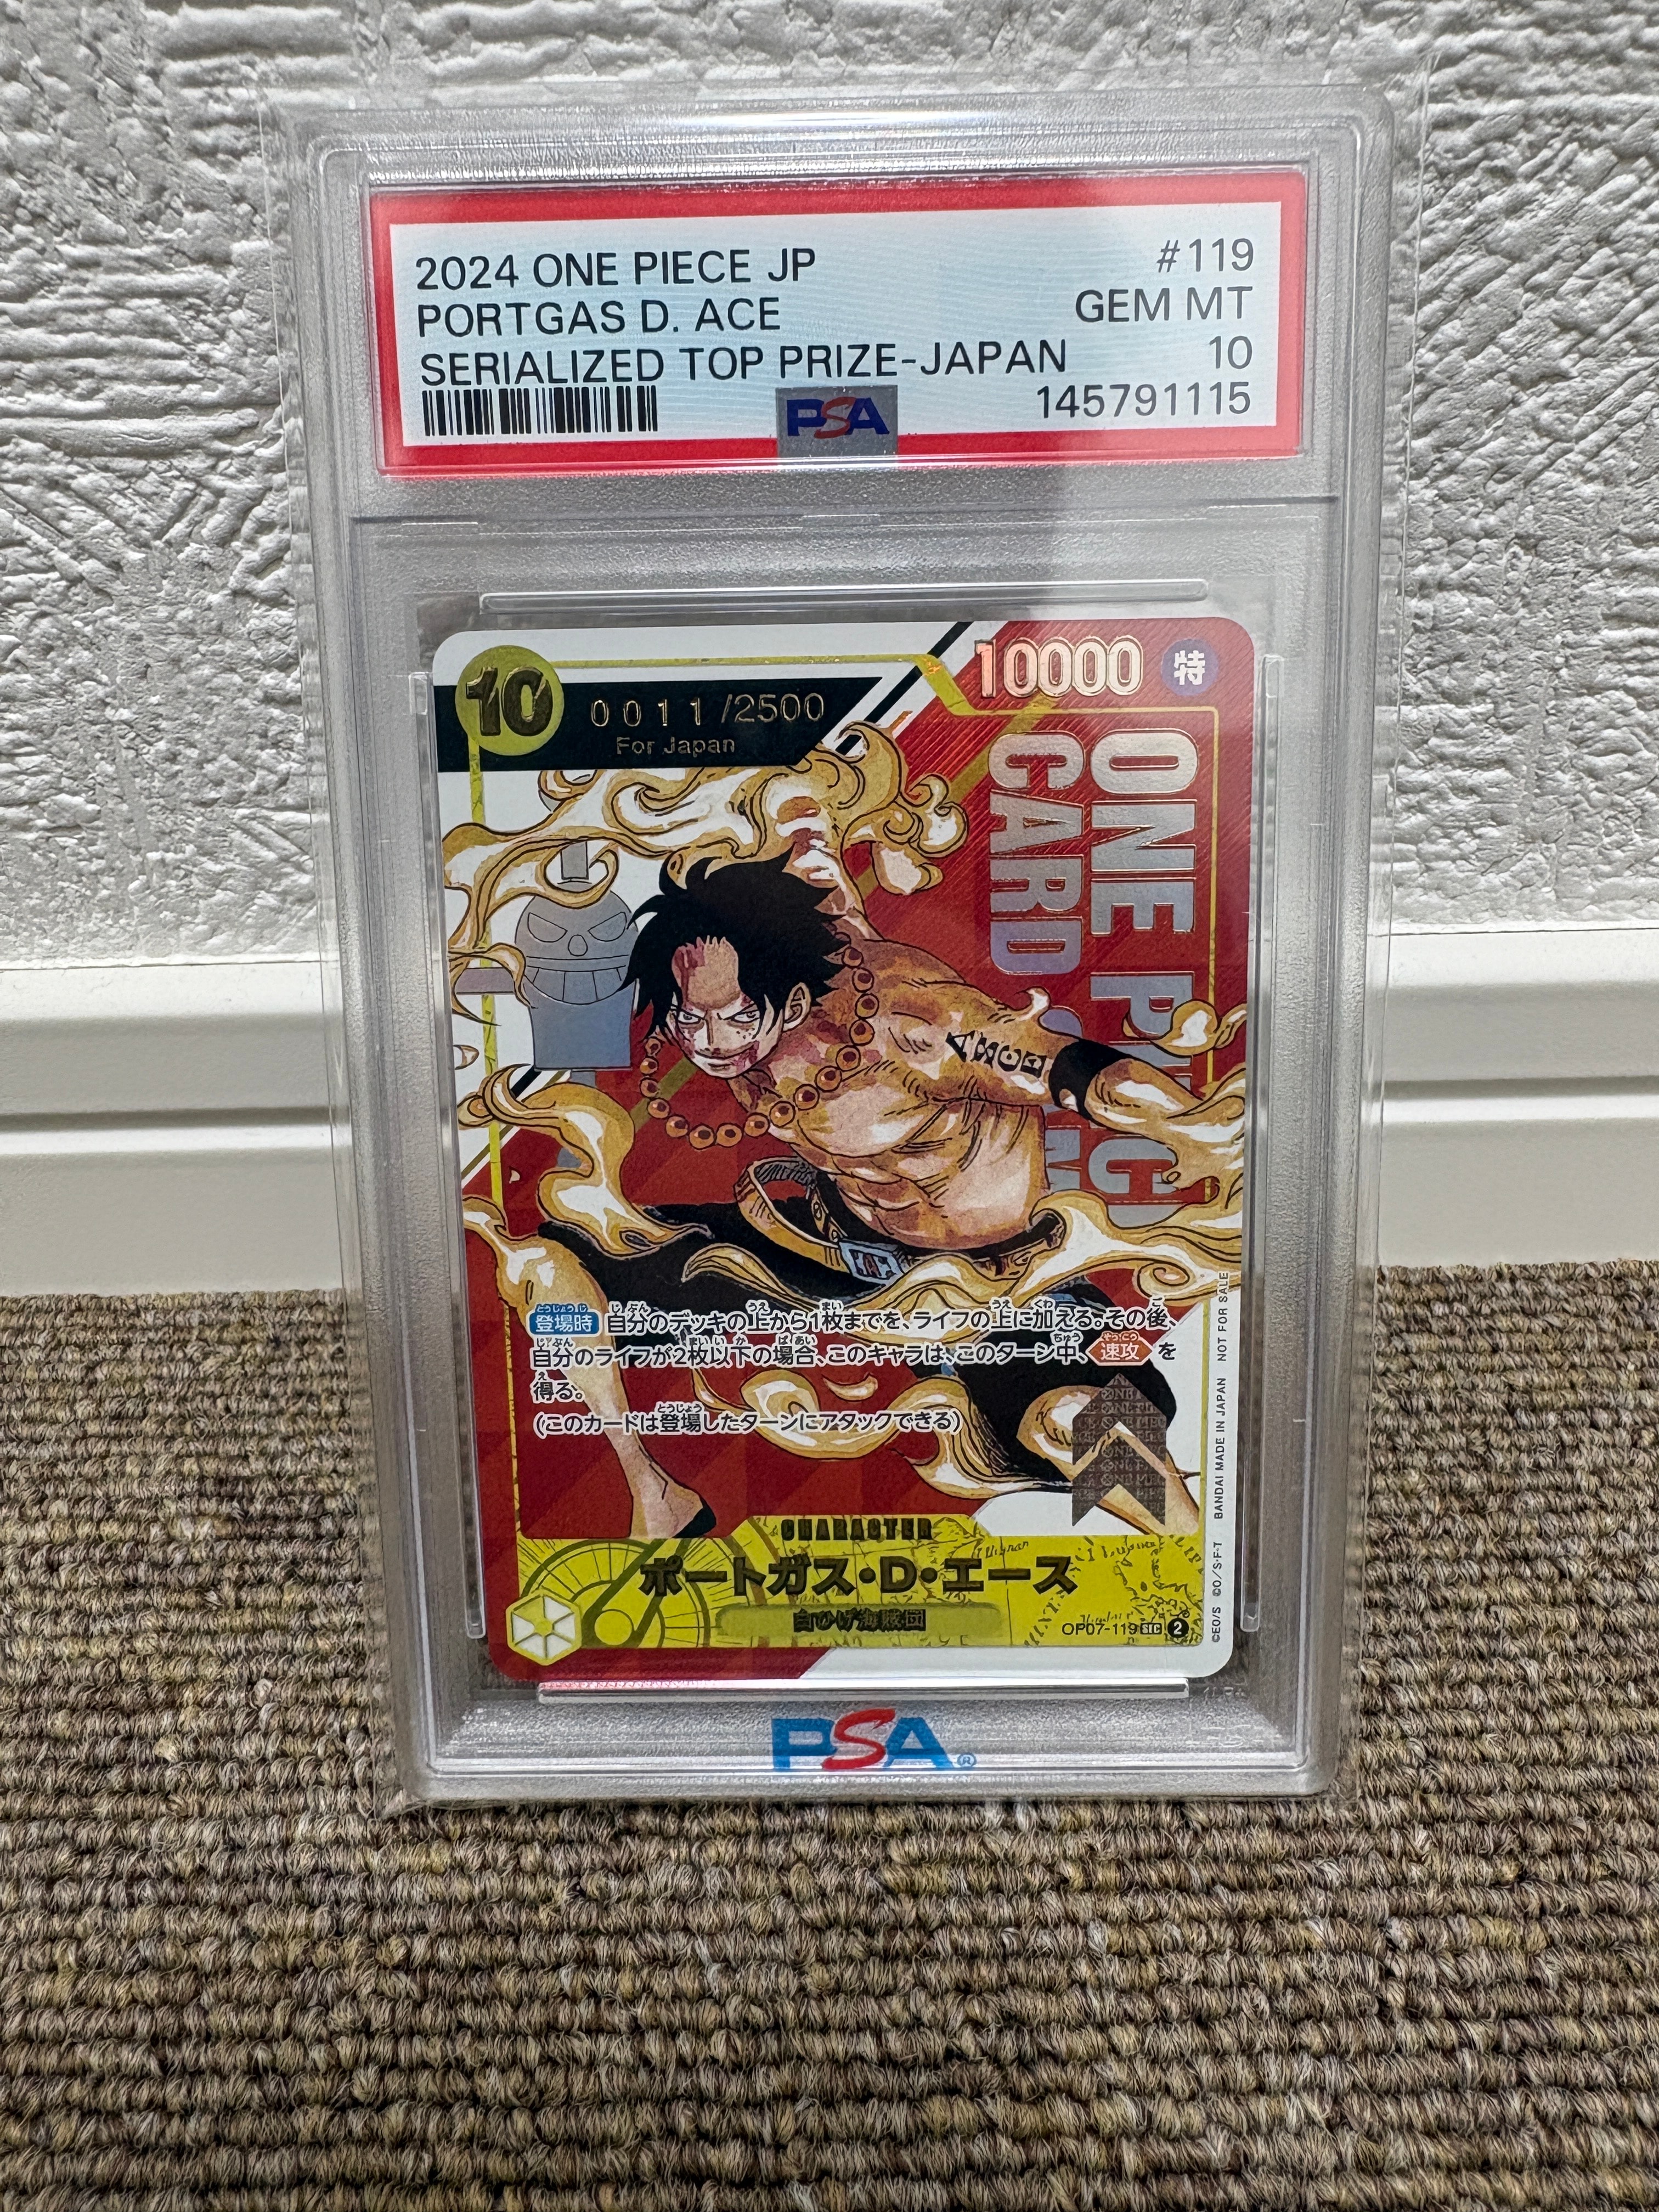 2024 ONE PIECE JP #119
PORTGAS D. ACE GEM MT
SERIALIZED TOP PRIZE-JAPAN 10
PSA 145791115
10 0011/2500 10000 特
For Japan
ONE PIECE
CARD
ASCE
登場時 自分のデッキの上から1枚までを、ライフの上に加える。その後、
自分のライフが2枚以下の場合、このキャラは、このターン中、速攻を
得る。
(このカードは登場したターンにアタックできる)
CHARACTER
ポートガス・D・エース
白ひげ海賊団
OP07-119 SEC 2
©EO/S ©O/S·F·T BANDAI MADE IN JAPAN NOT FOR SALE
PSA®